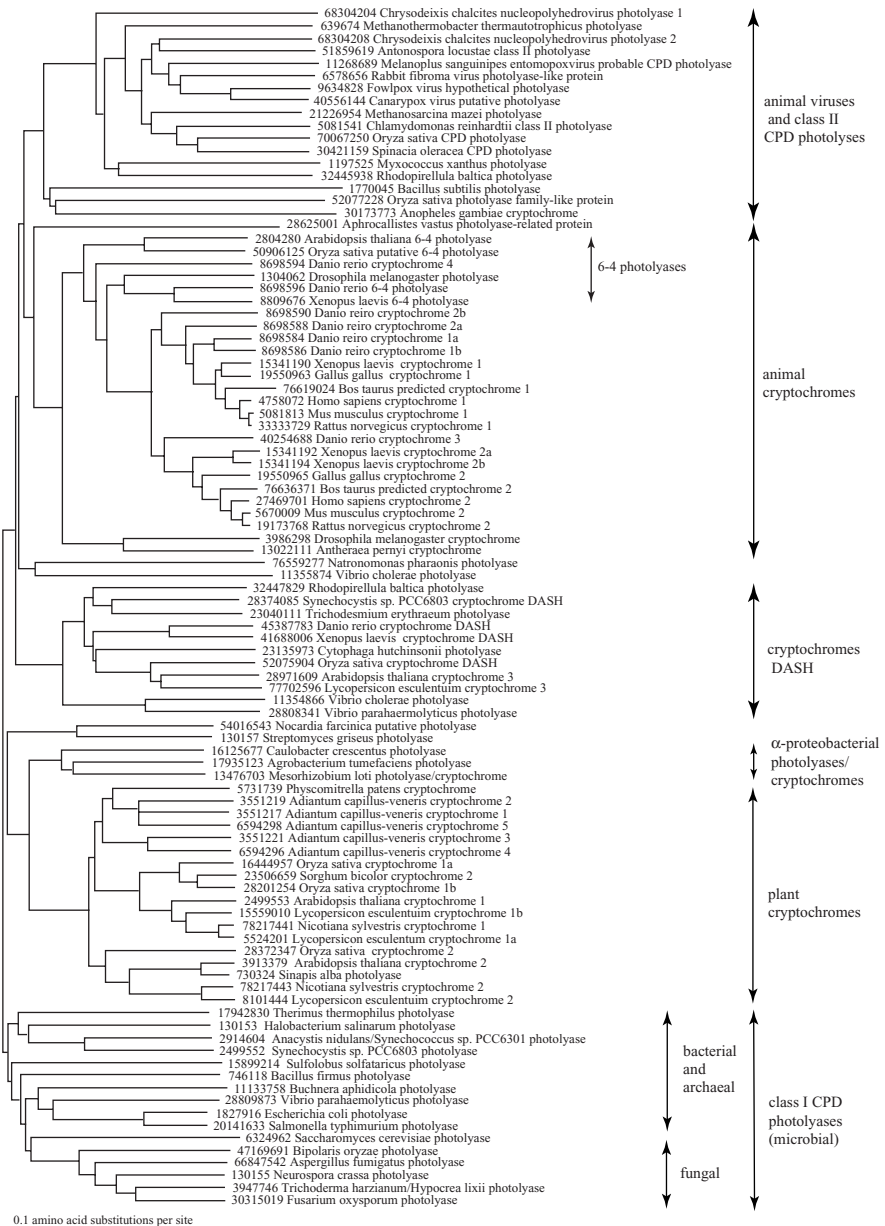 68304204 Chrysodeixis chalcites nucleopolyhedrovirus photolyase 1
639674 Methanothermobacter thermautotrophicus photolyase
68304208 Chrysodeixis chalcites nucleopolyhedrovirus photolyase 2
51859619 Antonospora locustae class II photolyase
11268689 Melanoplus sanguinipes entomopoxvirus probable CPD photolyase
6578656 Rabbit fibroma virus photolyase-like protein
9634828 Fowlpox virus hypothetical photolyase
40556144 Canarypox virus putative photolyase
21226954 Methanosarcina mazei photolyase
5081541 Chlamydomonas reinhardtii class II photolyase
70067250 Oryza sativa CPD photolyase
30421159 Spinacia oleracea CPD photolyase
1197525 Myxococcus xanthus photolyase
32445938 Rhodopirellula baltica photolyase
1770045 Bacillus subtilis photolyase
52077228 Oryza sativa photolyase family-like protein
30173773 Anopheles gambiae cryptochrome
animal viruses
and class II
CPD photolyses
28625001 Aphrocallistes vastus photolyase-related protein
2804280 Arabidopsis thaliana 6-4 photolyase
50906125 Oryza sativa putative 6-4 photolyase
8698594 Danio rerio cryptochrome 4
1304062 Drosophila melanogaster photolyase
8698596 Danio rerio 6-4 photolyase
8809676 Xenopus laevis 6-4 photolyase
6-4 photolyases
8698590 Danio reiro cryptochrome 2b
8698588 Danio reiro cryptochrome 2a
8698584 Danio reiro cryptochrome 1a
8698586 Danio reiro cryptochrome 1b
15341190 Xenopus laevis cryptochrome 1
19550963 Gallus gallus cryptochrome 1
76619024 Bos taurus predicted cryptochrome 1
4758072 Homo sapiens cryptochrome 1
5081813 Mus musculus cryptochrome 1
33333729 Rattus norvegicus cryptochrome 1
40254688 Danio rerio cryptochrome 3
15341192 Xenopus laevis cryptochrome 2a
15341194 Xenopus laevis cryptochrome 2b
19550965 Gallus gallus cryptochrome 2
76636371 Bos taurus predicted cryptochrome 2
27469701 Homo sapiens cryptochrome 2
5670009 Mus musculus cryptochrome 2
19173768 Rattus norvegicus cryptochrome 2
3986298 Drosophila melanogaster cryptochrome
13022111 Antheraea pernyi cryptochrome
animal
cryptochromes
76559277 Natronomonas pharaonis photolyase
11355874 Vibrio cholerae photolyase
32447829 Rhodopirellula baltica photolyase
28374085 Synechocystis sp. PCC6803 cryptochrome DASH
23040111 Trichodesmium erythraeum photolyase
45387783 Danio rerio cryptochrome DASH
41688006 Xenopus laevis cryptochrome DASH
23135973 Cytophaga hutchinsonii photolyase
52075904 Oryza sativa cryptochrome DASH
28971609 Arabidopsis thaliana cryptochrome 3
77702596 Lycopersicon esculentum cryptochrome 3
11354866 Vibrio cholerae photolyase
28808341 Vibrio parahaemolyticus photolyase
cryptochromes
DASH
54016543 Nocardia farcinica putative photolyase
130157 Streptomyces griseus photolyase
16125677 Caulobacter crescentus photolyase
17935123 Agrobacterium tumefaciens photolyase
13476703 Mesorhizobium loti photolyase/cryptochrome
α-proteobacterial
photolyases/
cryptochromes
5731739 Physcomitrella patens cryptochrome
3551219 Adiantum capillus-veneris cryptochrome 2
3551217 Adiantum capillus-veneris cryptochrome 1
6594298 Adiantum capillus-veneris cryptochrome 5
3551221 Adiantum capillus-veneris cryptochrome 3
6594296 Adiantum capillus-veneris cryptochrome 4
16444957 Oryza sativa cryptochrome 1a
23506659 Sorghum bicolor cryptochrome 2
28201254 Oryza sativa cryptochrome 1b
2499553 Arabidopsis thaliana cryptochrome 1
15559010 Lycopersion esculentuim cryptochrome 1b
78217441 Nicotiana sylvestris cryptochrome 1
5524201 Lycopersicon esculentum cryptochrome 1a
28372347 Oryza sativa cryptochrome 2
3913379 Arabidopsis thaliana cryptochrome 2
730324 Sinapis alba photolyase
78217443 Nicotiana sylvestris cryptochrome 2
8101444 Lycopersion esculentuim cryptochrome 2
plant
cryptochromes
17942830 Therimus thermophilus photolyase
130153 Halobacterium salinarum photolyase
2914604 Anacystis nidulans/Synechococcus sp. PCC6301 photolyase
2499552 Synechocystis sp. PCC6803 photolyase
15899214 Sulfolobus solfataricus photolyase
746118 Bacillus firmus photolyase
11133758 Buchnera aphidicola photolyase
28809873 Vibrio parahaemolyticus photolyase
1827916 Escherichia coli photolyase
20141633 Salmonella typhimurium photolyase
bacterial
and
archaeal
6324962 Saccharomyces cerevisiae photolyase
47169691 Bipolaris oryzae photolyase
66847542 Aspergillus fumigatus photolyase
130155 Neurospora crassa photolyase
3947746 Trichoderma harzianum/Hypocrea lixii photolyase
30315019 Fusarium oxysporum photolyase
fungal
class I CPD
photolyases
(microbial)
0.1 amino acid substitutions per site